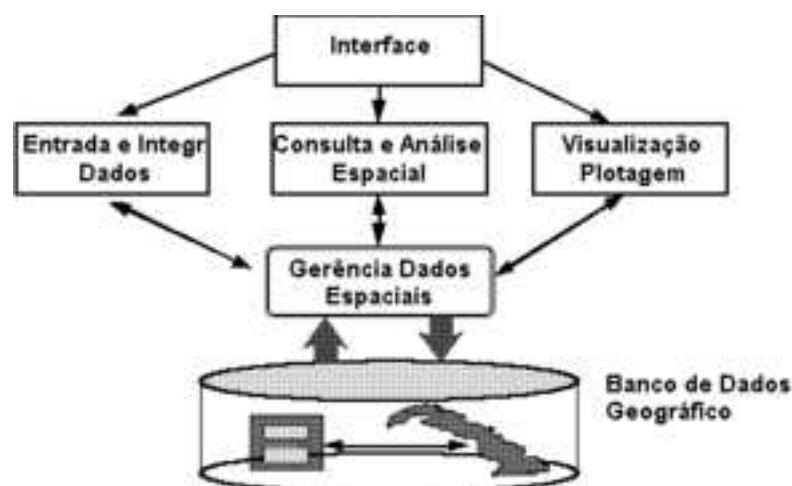 Interface
Entrada e Integr
Dados
Consulta e Análise
Espacial
Visualização
Plotagem
Gerência Dados
Espaciais
Banco de Dados
Geográfico